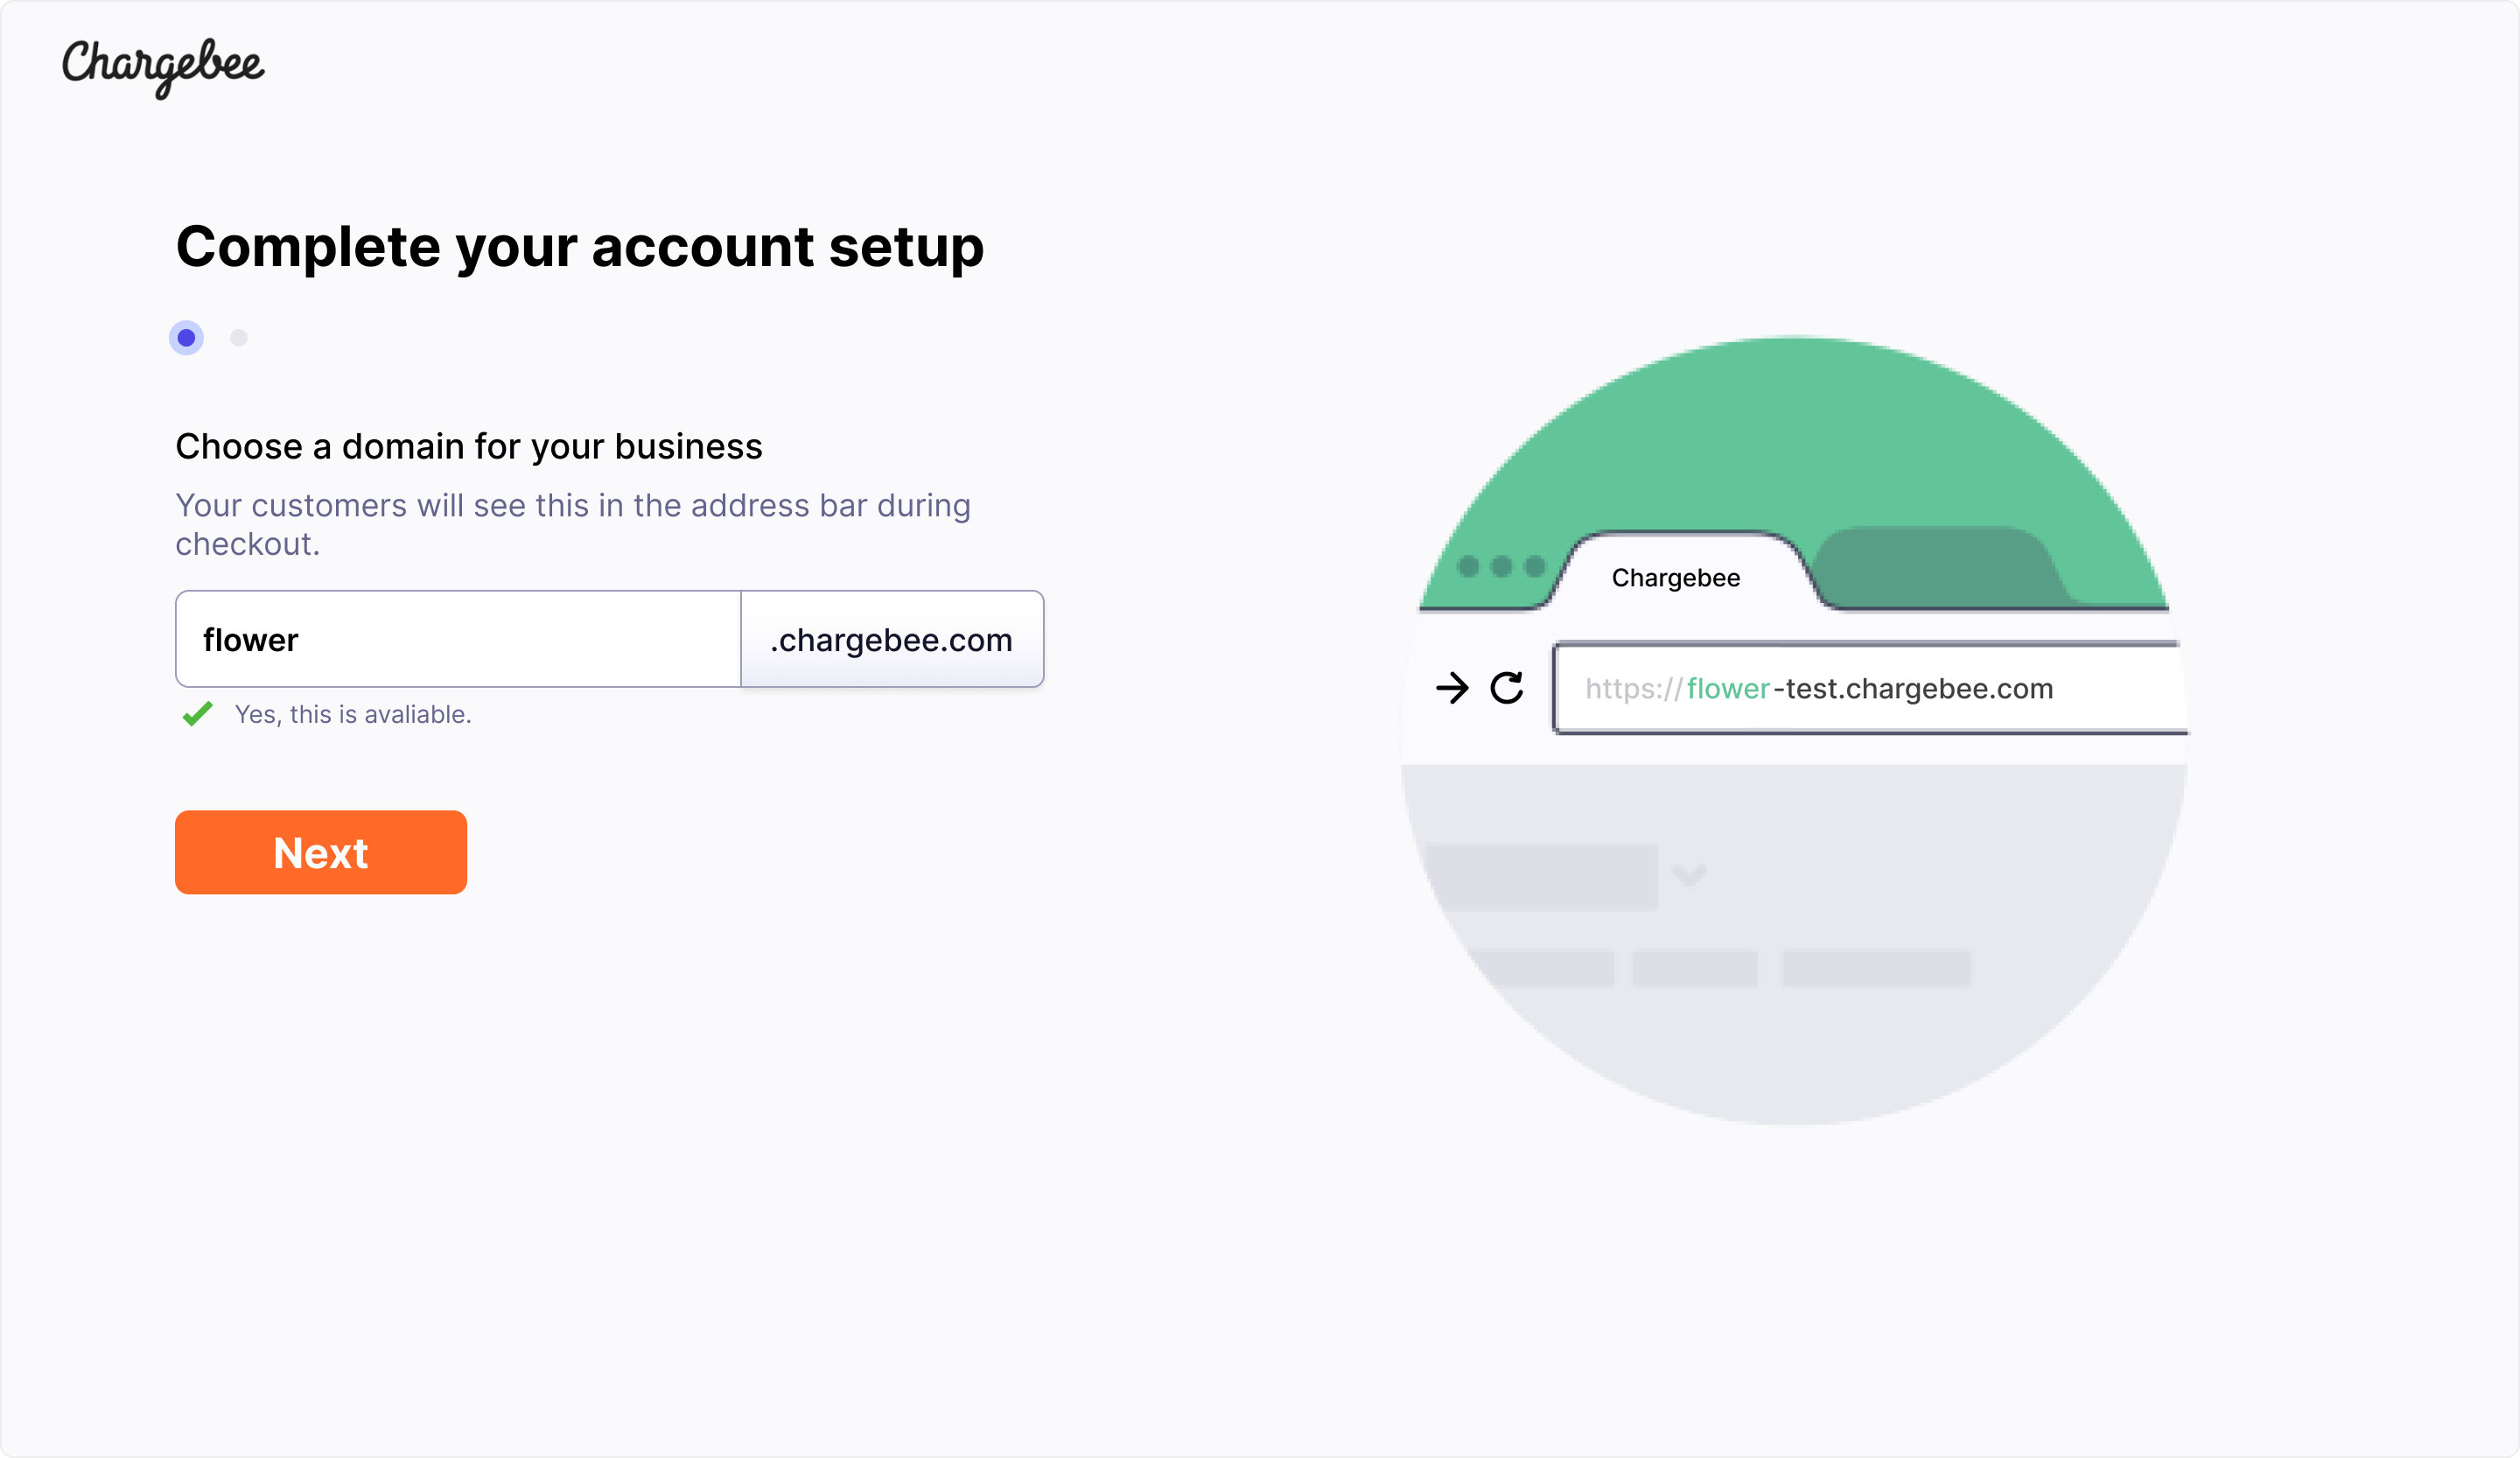 Chargebee
Complete your account setup
Choose a domain for your business
Your customers will see this in the address bar during
checkout.
flower
.chargebee.com
Yes, this is avaliable.
Next
Chargebee
https://flower-test.chargebee.com